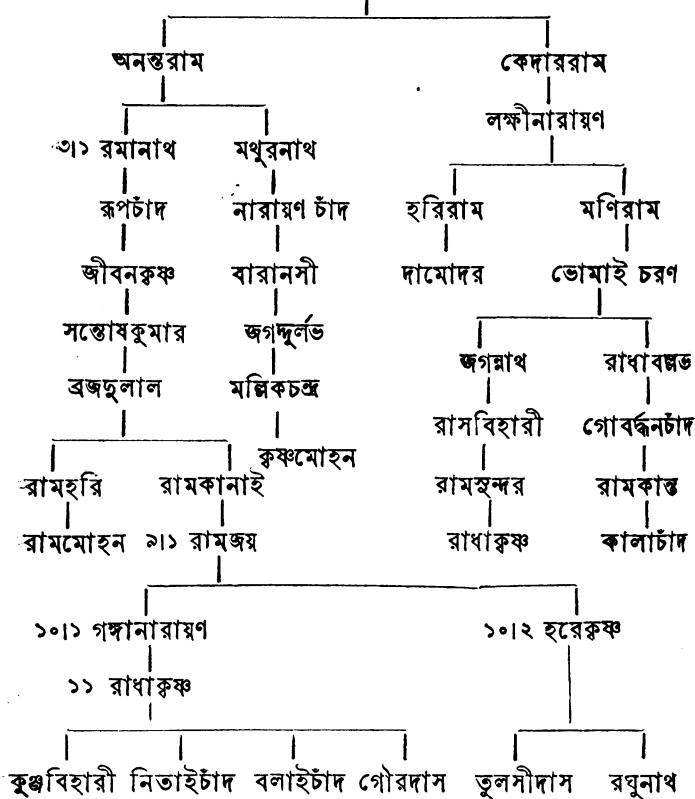 অনন্তরাম কেদাররাম
লক্ষীনারায়ণ
৩।১ রমানাথ মথুরনাথ
রূপচাঁদ নারায়ণ চাঁদ হরিরাম মণিরাম
জীবনকৃষ্ণ বারানসী দামোদর ভোমাই চরণ
সন্তোষকুমার জগদ্দুর্লভ
জগন্নাথ রাধাবল্লভ
ব্রজদুলাল মল্লিকচন্দ্র
রাসবিহারী গোবর্দ্ধনচাঁদ
কৃষ্ণমোহন
রামহরি রামকানাই রামসুন্দর রামকান্ত
রামমোহন ৯।১ রামজয় রাধাকৃষ্ণ কালাচাঁদ
১০।১ গঙ্গানারায়ণ ১০।২ হরেকৃষ্ণ
১১ রাধাকৃষ্ণ
কুঞ্জবিহারী নিতাইচাঁদ বলাইচাঁদ গৌরদাস তুলসীদাস রঘুনাথ